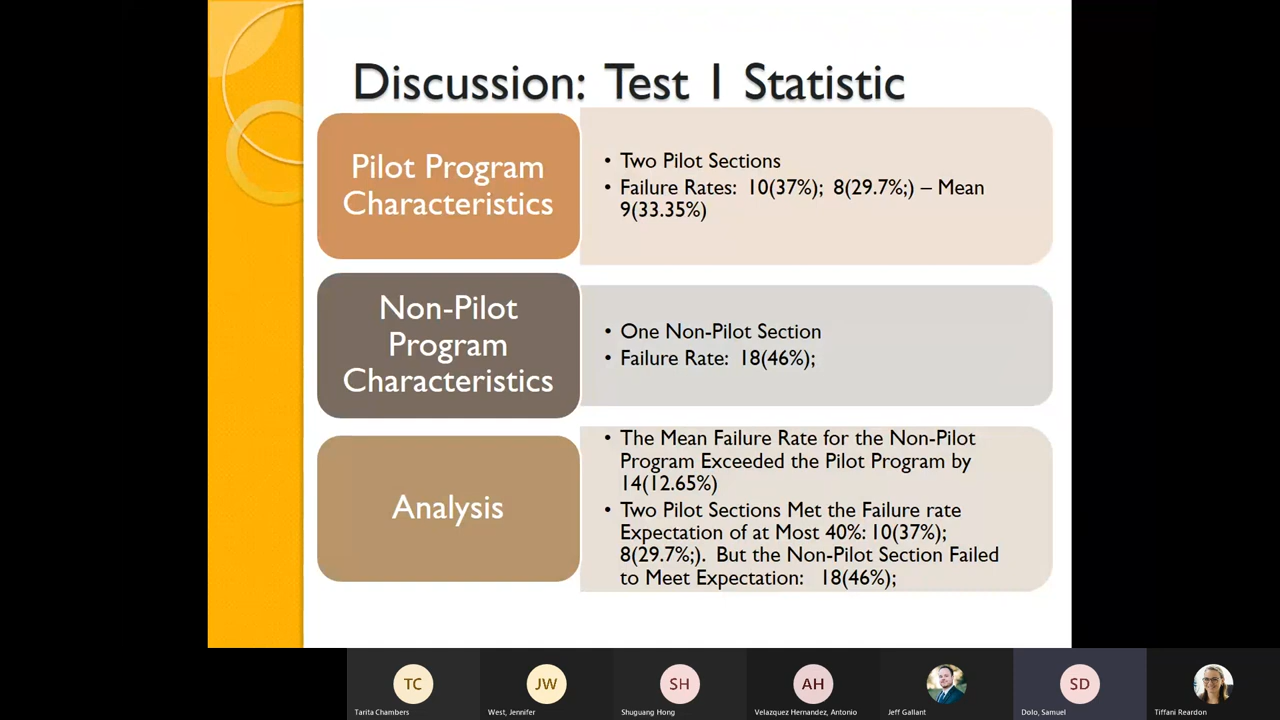 Discussion: Test 1 Statistic
Pilot Program
Characteristics
• Two Pilot Sections
• Failure Rates: 10(37%); 8(29.7%;) – Mean
9(33.35%)
Non-Pilot
Program
Characteristics
• One Non-Pilot Section
• Failure Rate: 18(46%);
Analysis
• The Mean Failure Rate for the Non-Pilot
Program Exceeded the Pilot Program by
14(12.65%)
• Two Pilot Sections Met the Failure rate
Expectation of at Most 40%: 10(37%);
8(29.7%;). But the Non-Pilot Section Failed
to Meet Expectation: 18(46%);
TC
JW
SH
AH
SD
Tarita Chambers
West, Jennifer
Shuguang Hong
Velazquez Hernandez, Antonio
Jeff Gallant
Dolo, Samuel
Tiffani Reardon